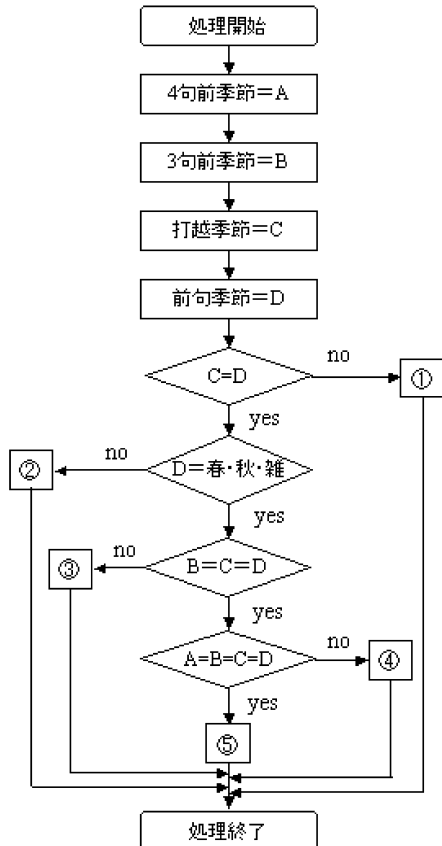 処理開始
4句前季節＝A
3句前季節＝B
打越季節＝C
前句季節＝D
C=D
no
①
yes
D＝春・秋・雑
no
②
yes
B＝C＝D
no
③
yes
A=B=C=D
no
④
yes
⑤
処理終了